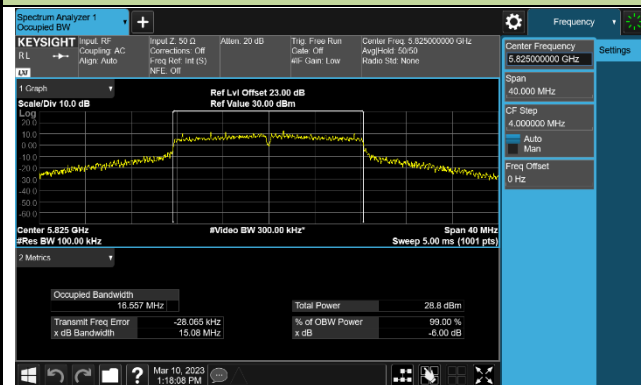 Spectrum Analyzer 1
Occupied BW
Frequency
KEYSIGHT
RL
Input: RF
Coupling: AC
Align: Auto
Input Z: 50 Ω
Corrections: Off
Freq Ref: Int (S)
NFE: Off
Atten: 20 dB
Trig: Free Run
Gate: Off
#IF Gain: Low
Center Freq: 5.825000000 GHz
Avg|Hold: 50/50
Radio Std: None
Center Frequency
5.825000000 GHz
Settings
Span
40.000 MHz
CF Step
4.000000 MHz
Auto
Man
Freq Offset
0 Hz
1 Graph
Scale/Div 10.0 dB
Ref Lvl Offset 23.00 dB
Ref Value 30.00 dBm
Log
20.0
10.0
0.00
-10.0
-20.0
-30.0
-40.0
-50.0
-60.0
Center 5.825 GHz
#Video BW 300.00 kHz*
Span 40 MHz
#Res BW 100.00 kHz
Sweep 5.00 ms (1001 pts)
2 Metrics
Occupied Bandwidth
16.557 MHz
Total Power 28.8 dBm
Transmit Freq Error -28.065 kHz
% of OBW Power 99.00 %
x dB Bandwidth 15.08 MHz
x dB -6.00 dB
?
Mar 10, 2023
1:18:08 PM